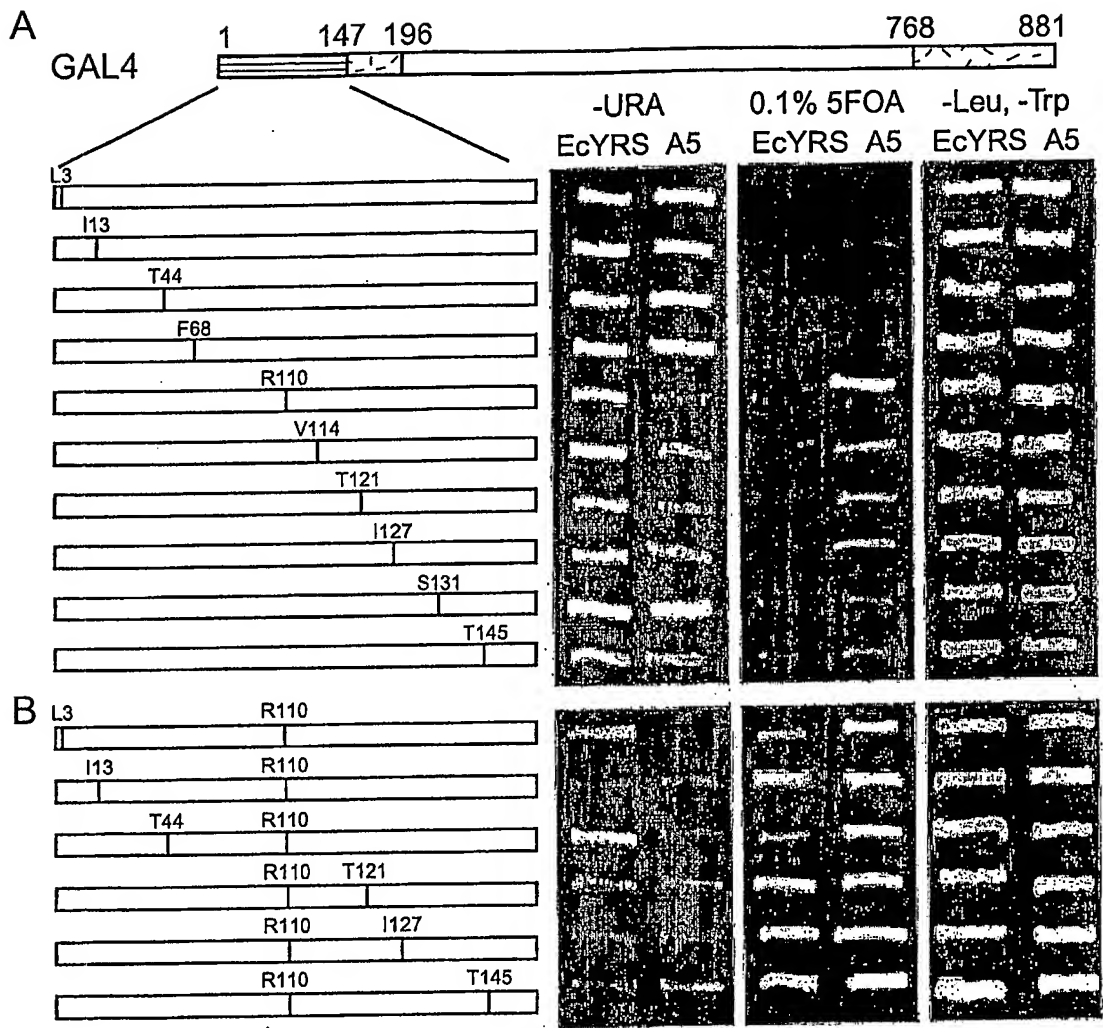 A
1 147 196 768 881
GAL4
-URA 0.1% 5FOA -Leu, -Trp
EcYRS A5 EcYRS A5 EcYRS A5
L3
I13
T44
F68
R110
V114
T121
I127
S131
T145
B
L3 R110
I13 R110
T44 R110
R110 T121
R110 I127
R110 T145